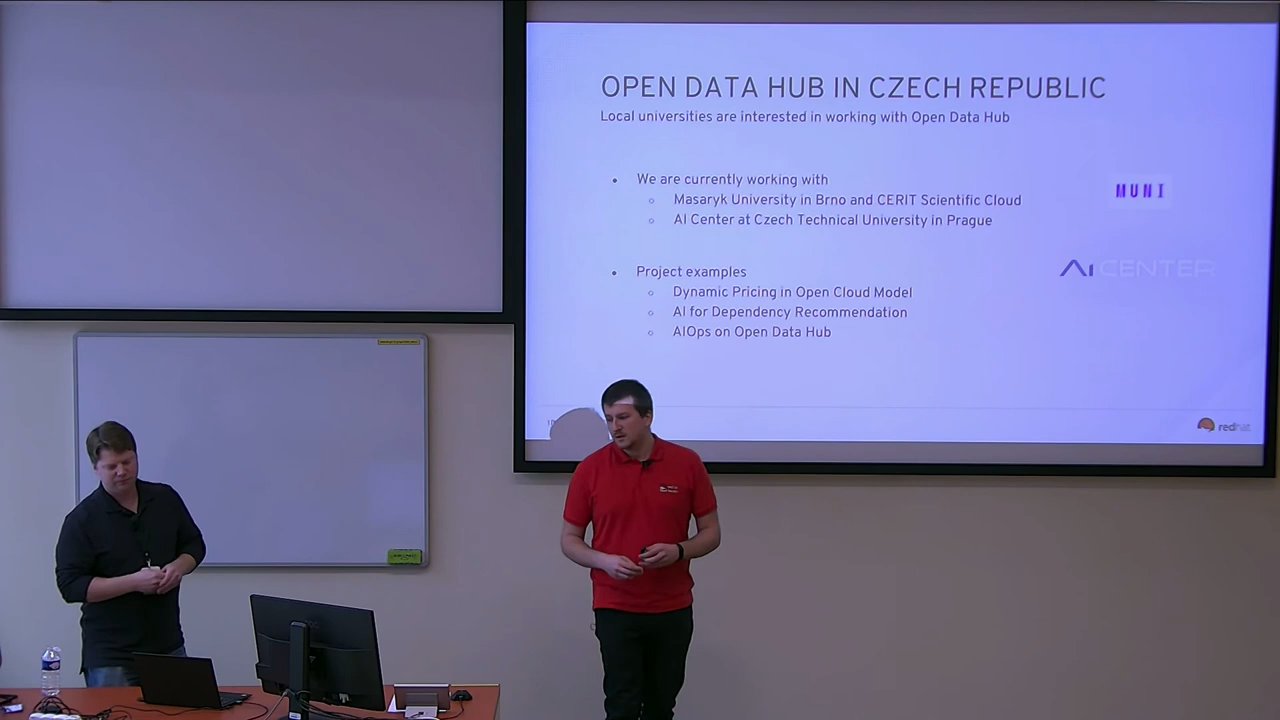 OPEN DATA HUB IN CZECH REPUBLIC
Local universities are interested in working with Open Data Hub
We are currently working with
Masaryk University in Brno and CERIT Scientific Cloud
AI Center at Czech Technical University in Prague
MUNI
AI CENTER
Project examples
Dynamic Pricing in Open Cloud Model
AI for Dependency Recommendation
AIOps on Open Data Hub
redhat